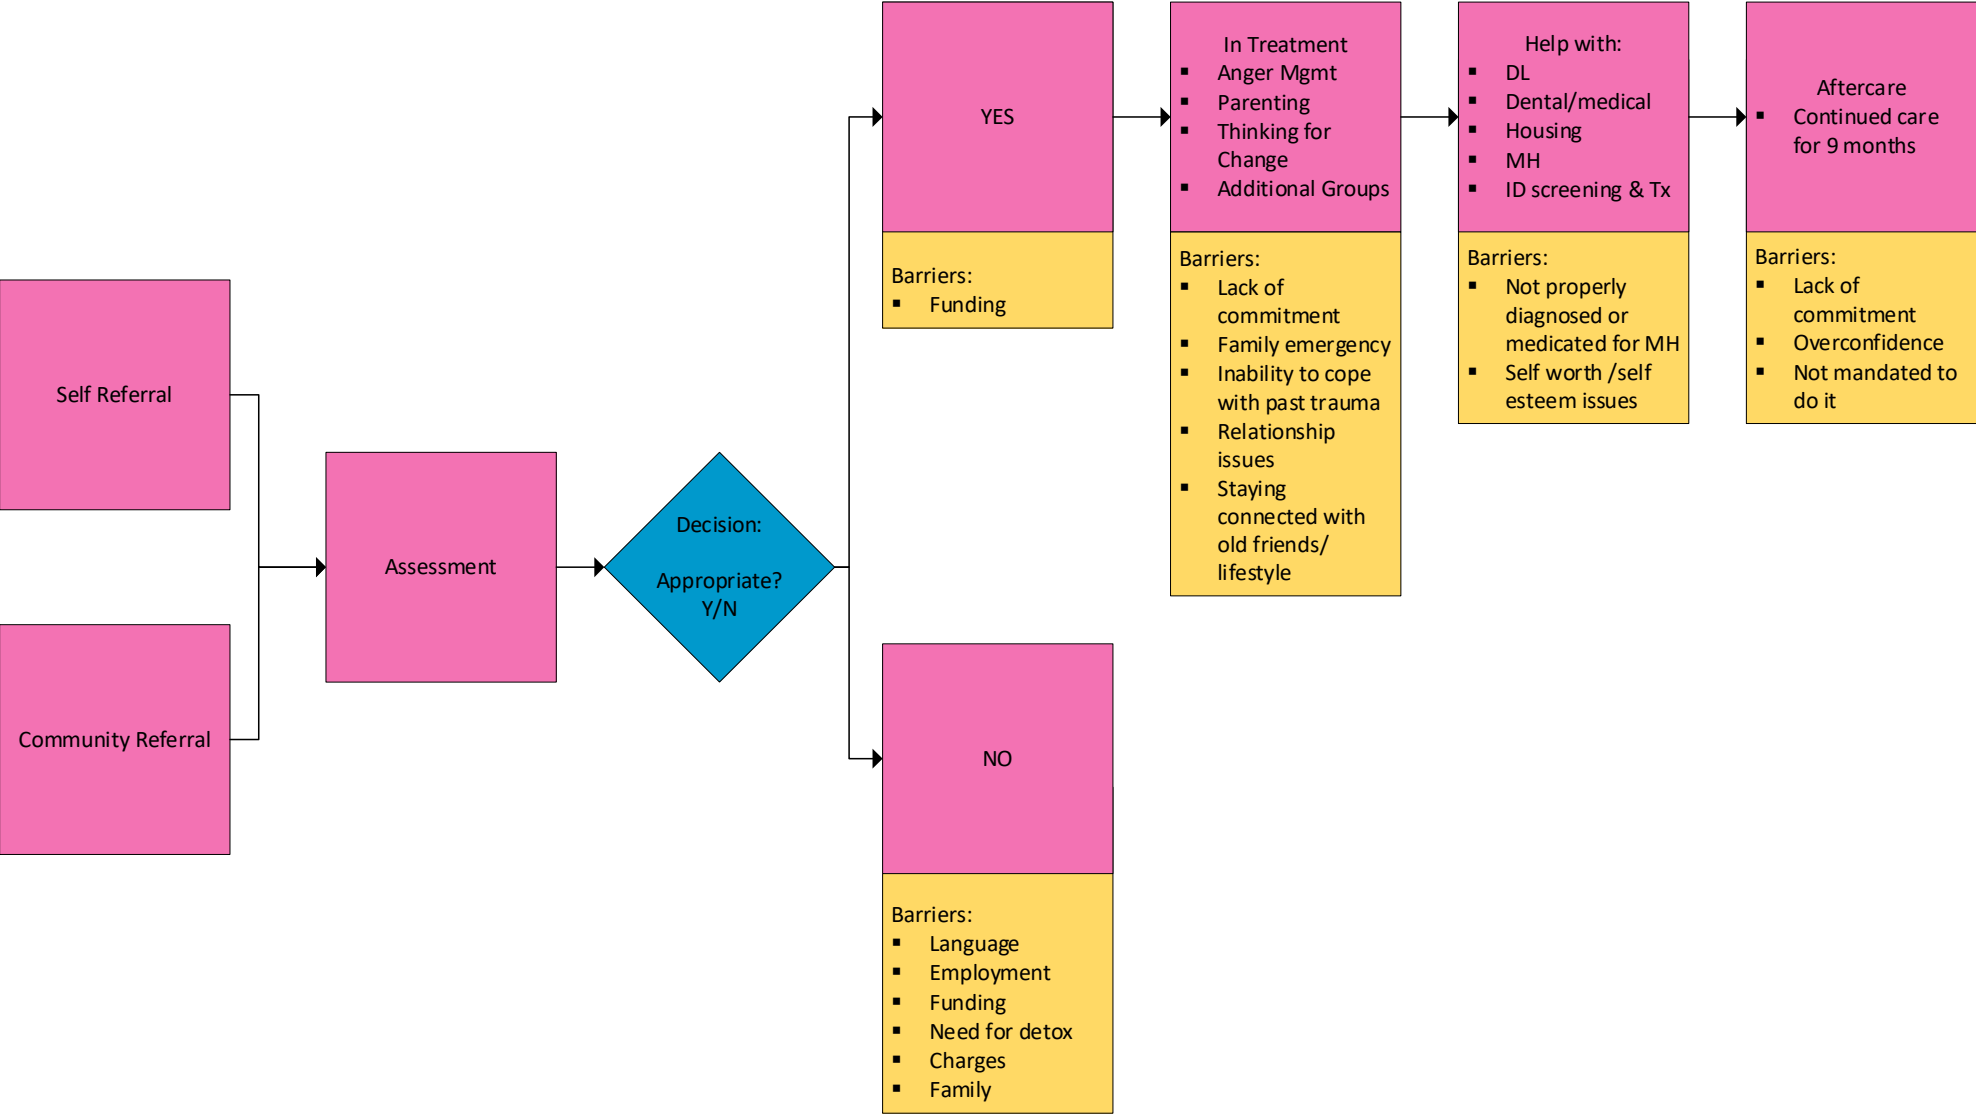 Self Referral
Community Referral
Assessment
Decision:
Appropriate?
Y/N
YES
Barriers:
▪ Funding
In Treatment
▪ Anger Mgmt
▪ Parenting
▪ Thinking for
Change
▪ Additional Groups
Barriers:
▪ Lack of
commitment
▪ Family emergency
▪ Inability to cope
with past trauma
▪ Relationship
issues
▪ Staying
connected with
old friends/
lifestyle
Help with:
▪ DL
▪ Dental/medical
▪ Housing
▪ MH
▪ ID screening & Tx
Barriers:
▪ Not properly
diagnosed or
medicated for MH
▪ Self worth /self
esteem issues
Aftercare
▪ Continued care
for 9 months
Barriers:
▪ Lack of
commitment
▪ Overconfidence
▪ Not mandated to
do it
NO
Barriers:
▪ Language
▪ Employment
▪ Funding
▪ Need for detox
▪ Charges
▪ Family